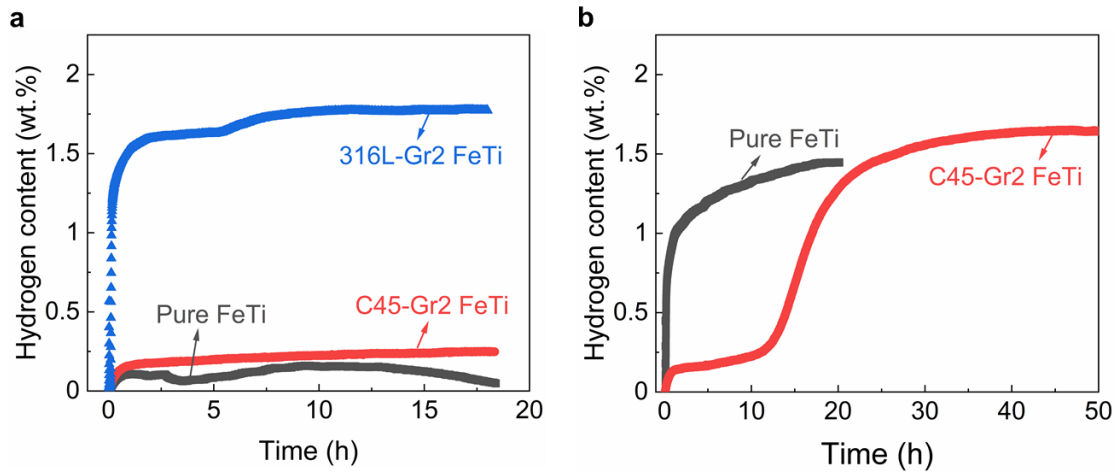 a
Hydrogen content (wt.%)
2
1.5
1
0.5
0
316L-Gr2 FeTi
C45-Gr2 FeTi
Pure FeTi
0
5
10
15
20
Time (h)
b
Hydrogen content (wt.%)
2
1.5
1
0.5
0
Pure FeTi
C45-Gr2 FeTi
0
10
20
30
40
50
Time (h)